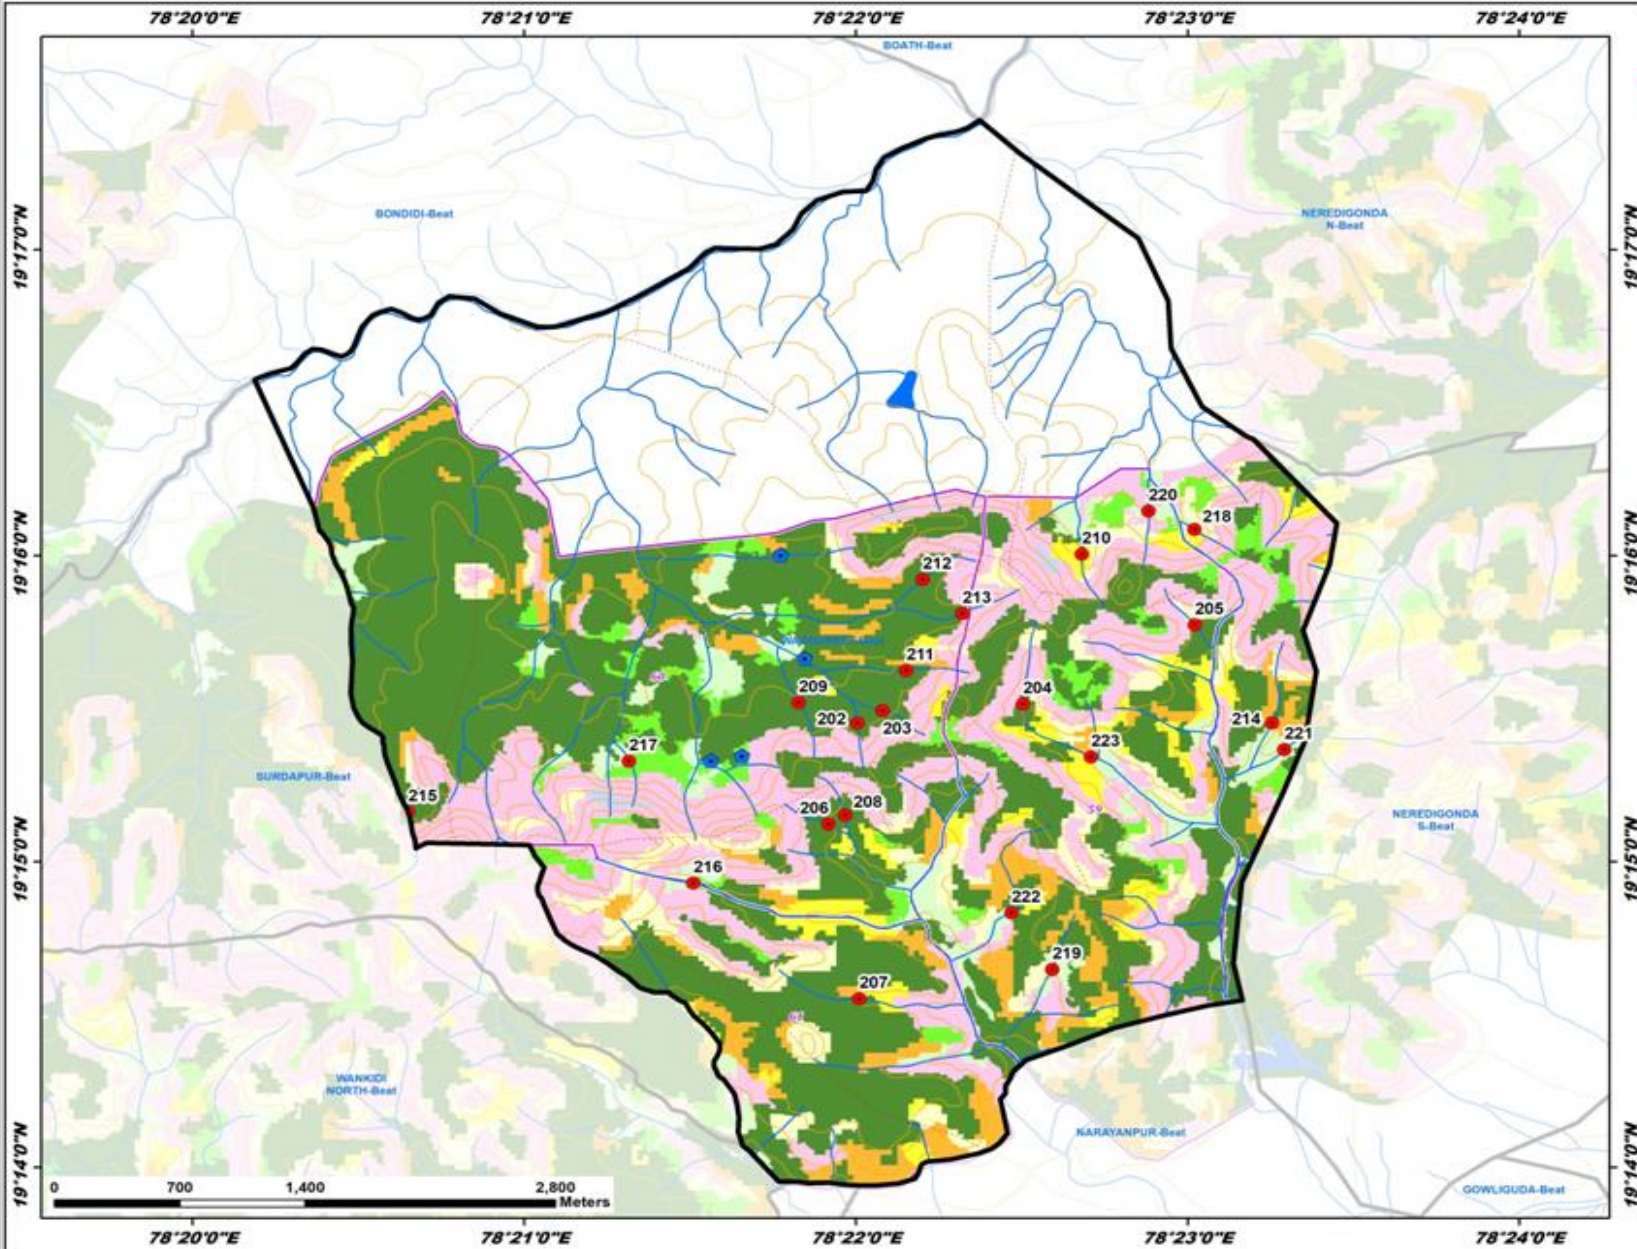 78°20'0"E 78°21'0"E 78°22'0"E 78°23'0"E 78°24'0"E
BOATH-Beat
BONDIDI-Beat
NEREDIGONDA
N-Beat
19°17'0"N 19°17'0"N
220
218
210
19°16'0"N 19°16'0"N
212
213
205
211
60
209
204
202
203
214
221
223
217
SURDAPUR-Beat
215
206
208
59
NEREDIGONDA
S-Beat
19°15'0"N 19°15'0"N
216
222
219
207
WANKIDI
NORTH-Beat
NARAYANPUR-Beat
19°14'0"N 19°14'0"N
GOWLIGUDA-Beat
0 700 1,400 2,800
Meters
78°20'0"E 78°21'0"E 78°22'0"E 78°23'0"E 78°24'0"E